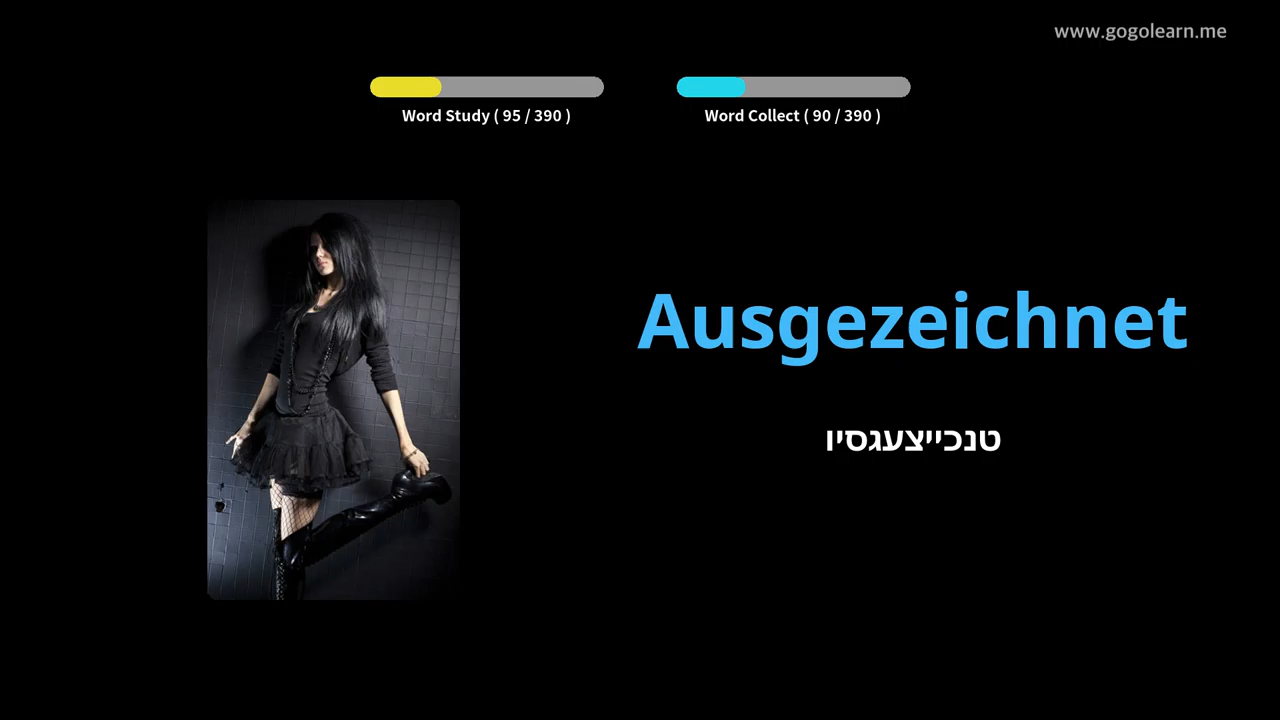 www.gogolearn.me
Word Study ( 95 / 390 )
Word Collect ( 90 / 390 )
Ausgezeichnet
טנכייצעגסיו